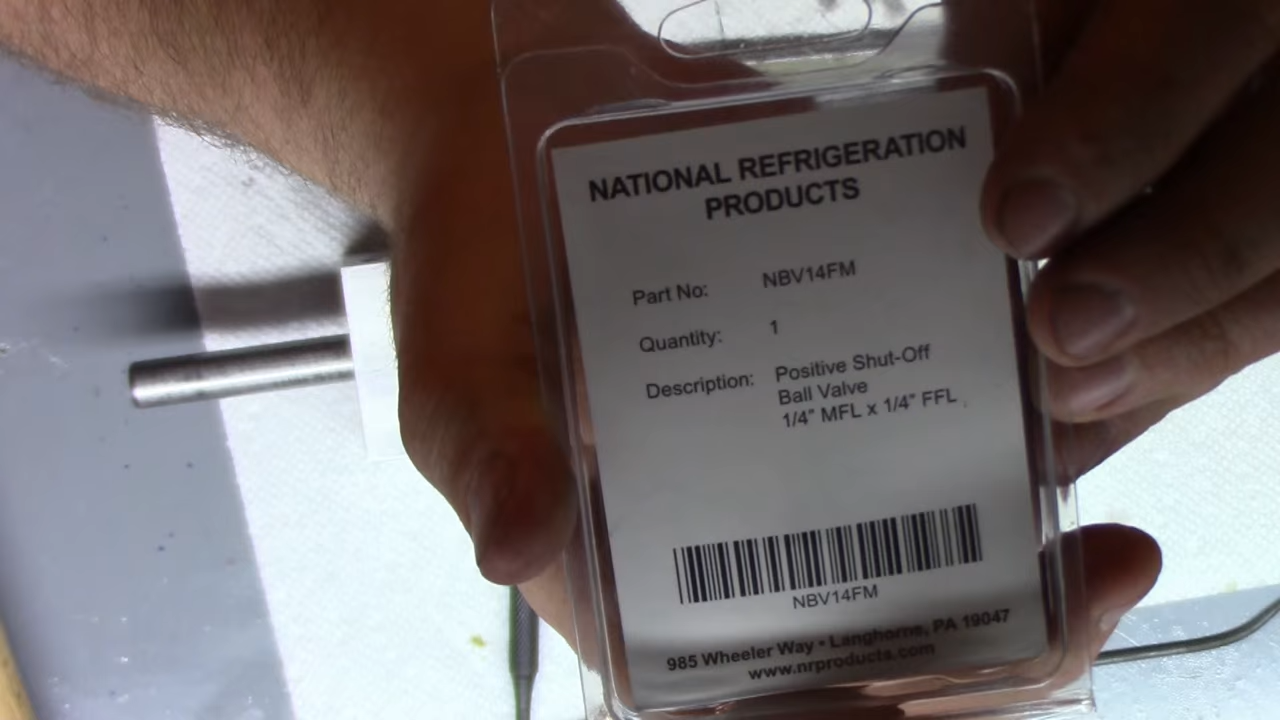 NATIONAL REFRIGERATION
PRODUCTS
Part No: NBV14FM
Quantity: 1
Description: Positive Shut-Off
Ball Valve
1/4" MFL x 1/4" FFL
NBV14FM
985 Wheeler Way • Langhorne, PA 19047
www.nrproducts.com